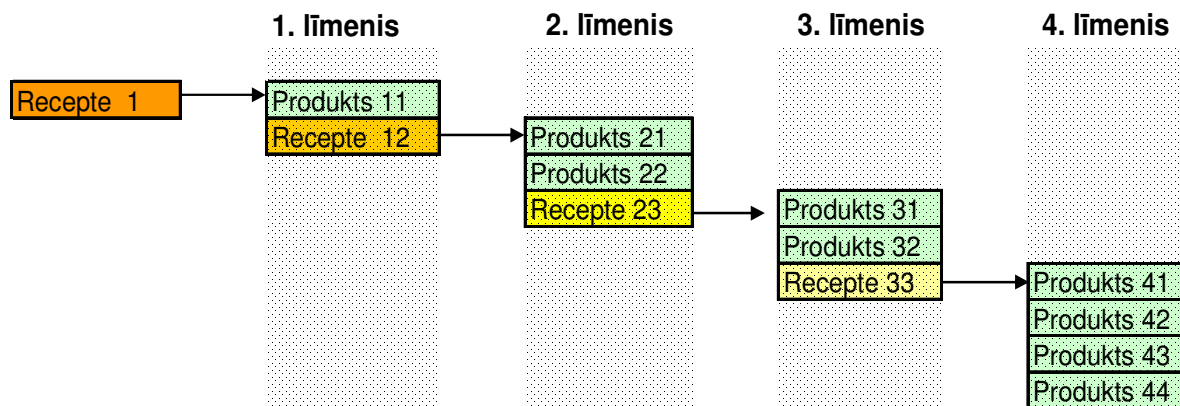 1. līmenis
2. līmenis
3. līmenis
4. līmenis
Recepte 1
Produkts 11
Recepte 12
Produkts 21
Produkts 22
Recepte 23
Produkts 31
Produkts 32
Recepte 33
Produkts 41
Produkts 42
Produkts 43
Produkts 44